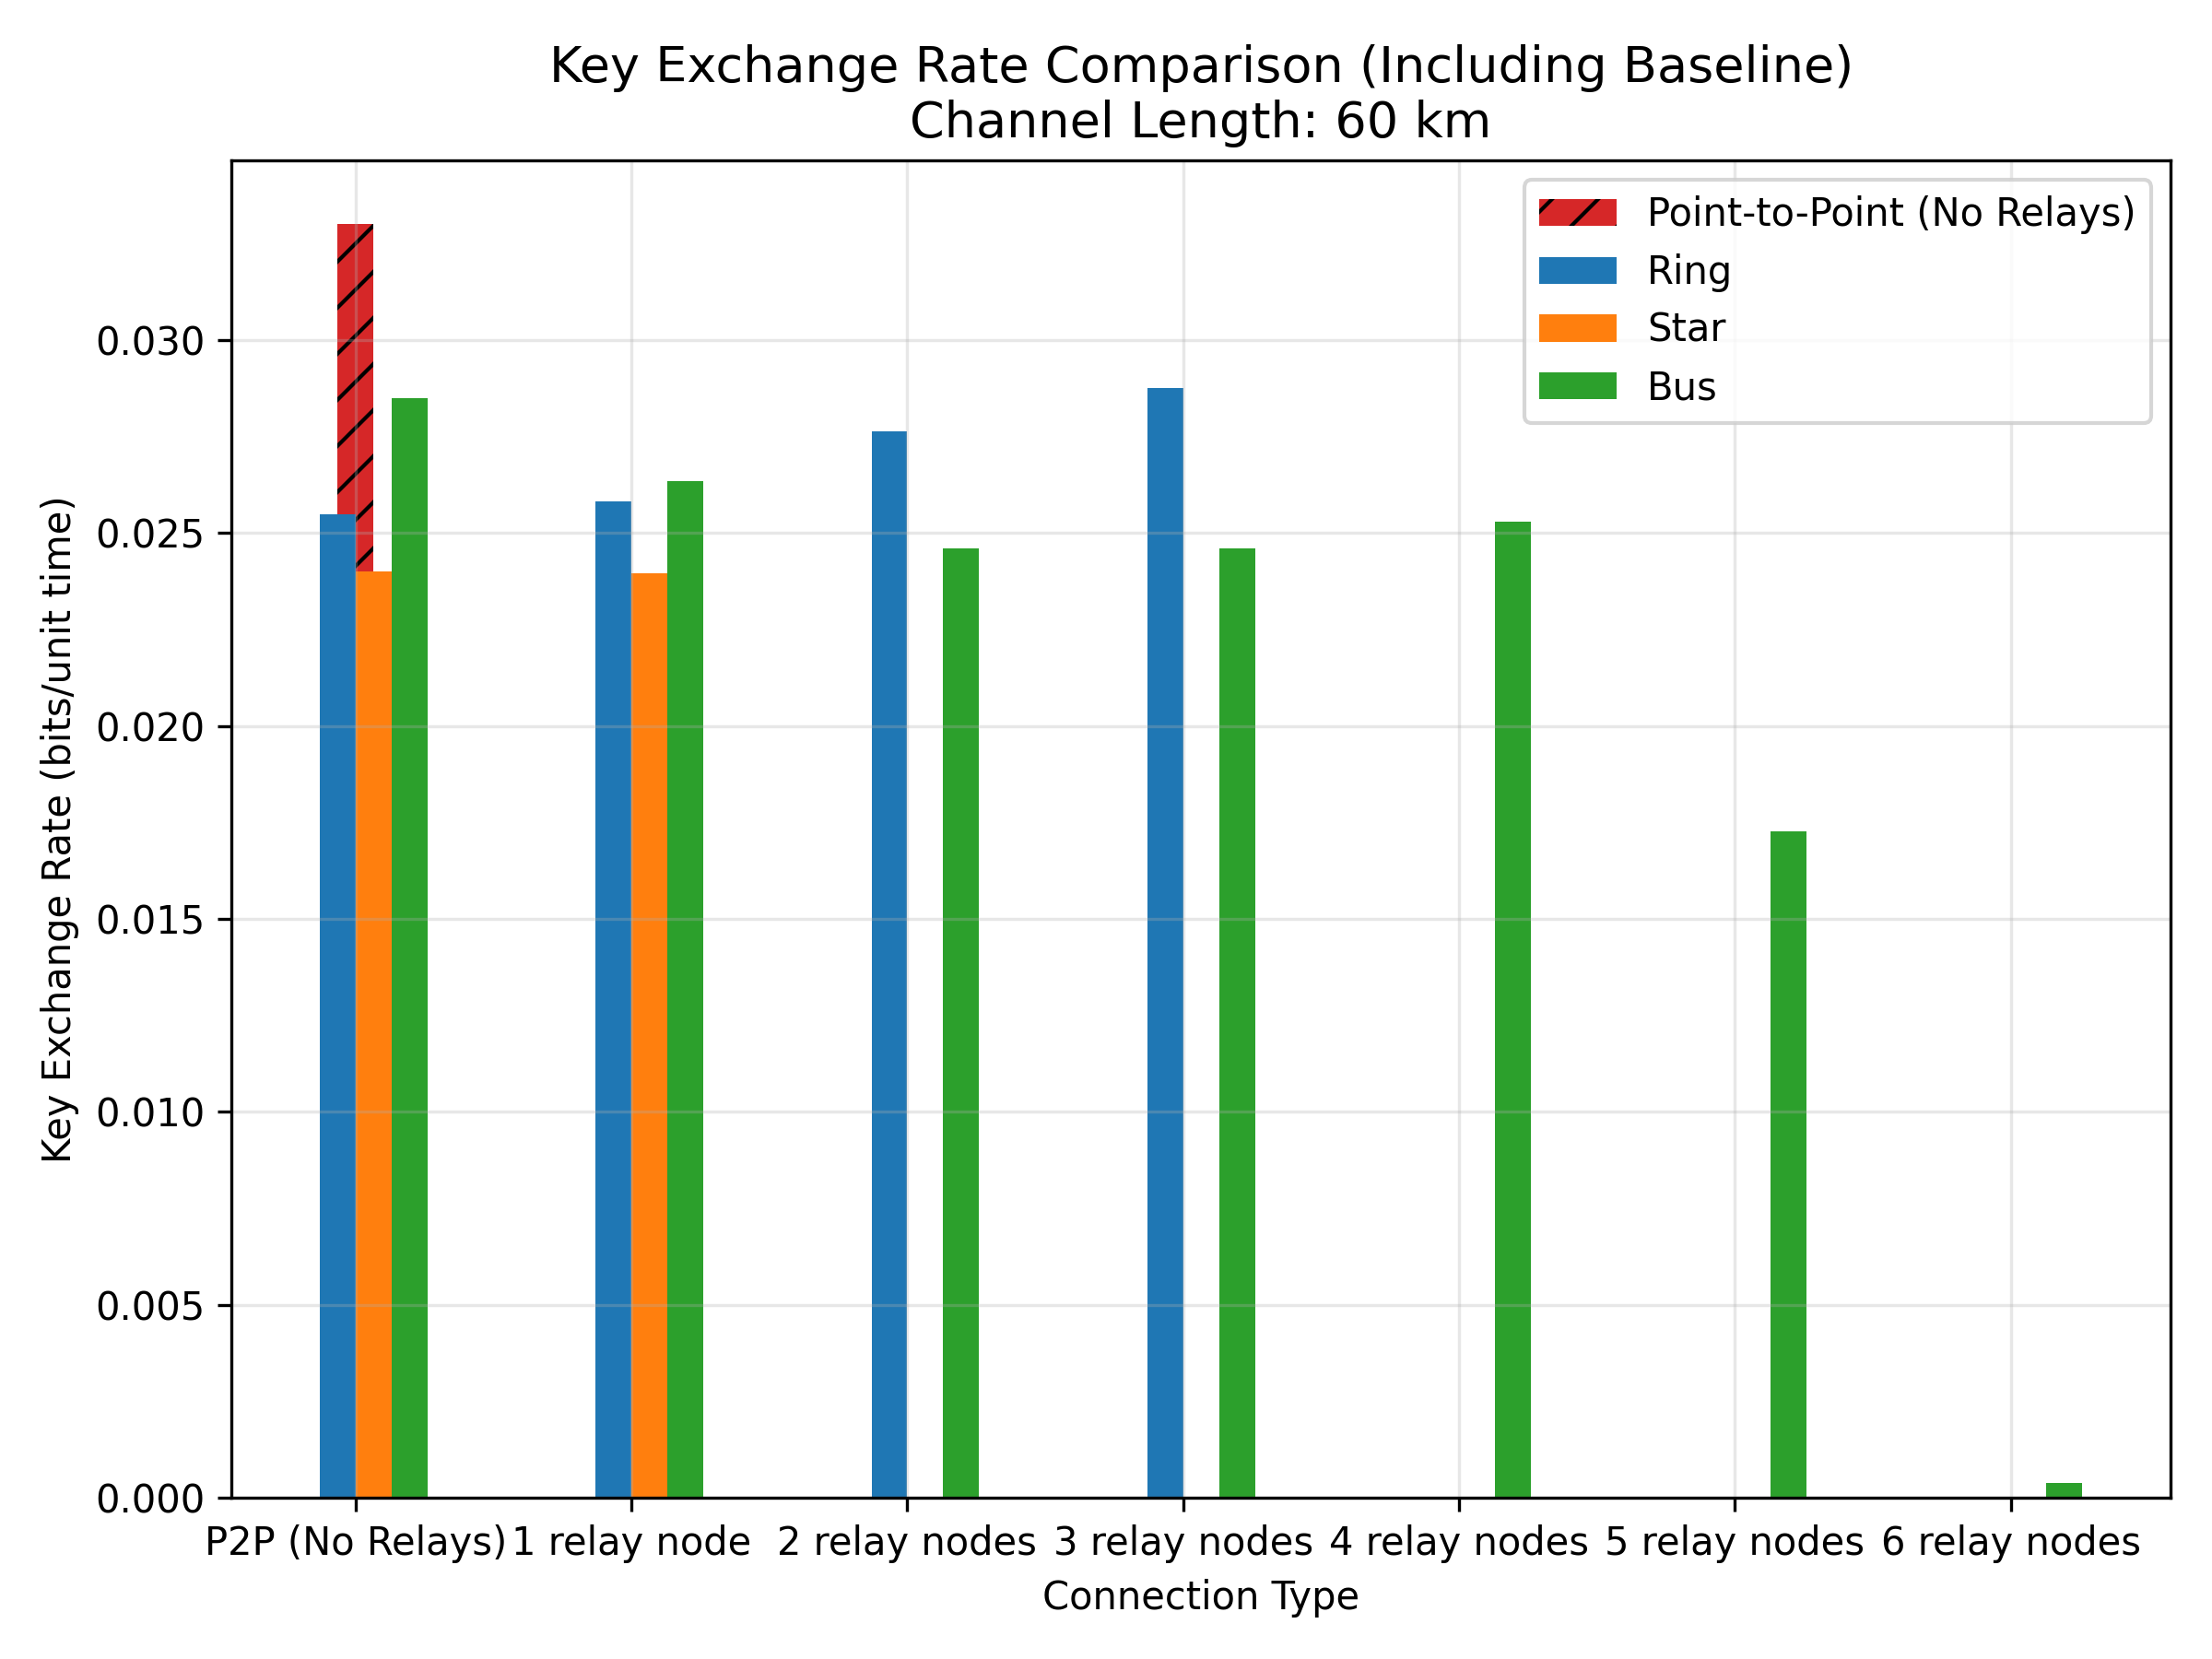 Key Exchange Rate Comparison (Including Baseline)
Channel Length: 60 km
Point-to-Point (No Relays)
Ring
Star
Bus
Key Exchange Rate (bits/unit time)
0.030
0.025
0.020
0.015
0.010
0.005
0.000
P2P (No Relays) 1 relay node 2 relay nodes 3 relay nodes 4 relay nodes 5 relay nodes 6 relay nodes
Connection Type